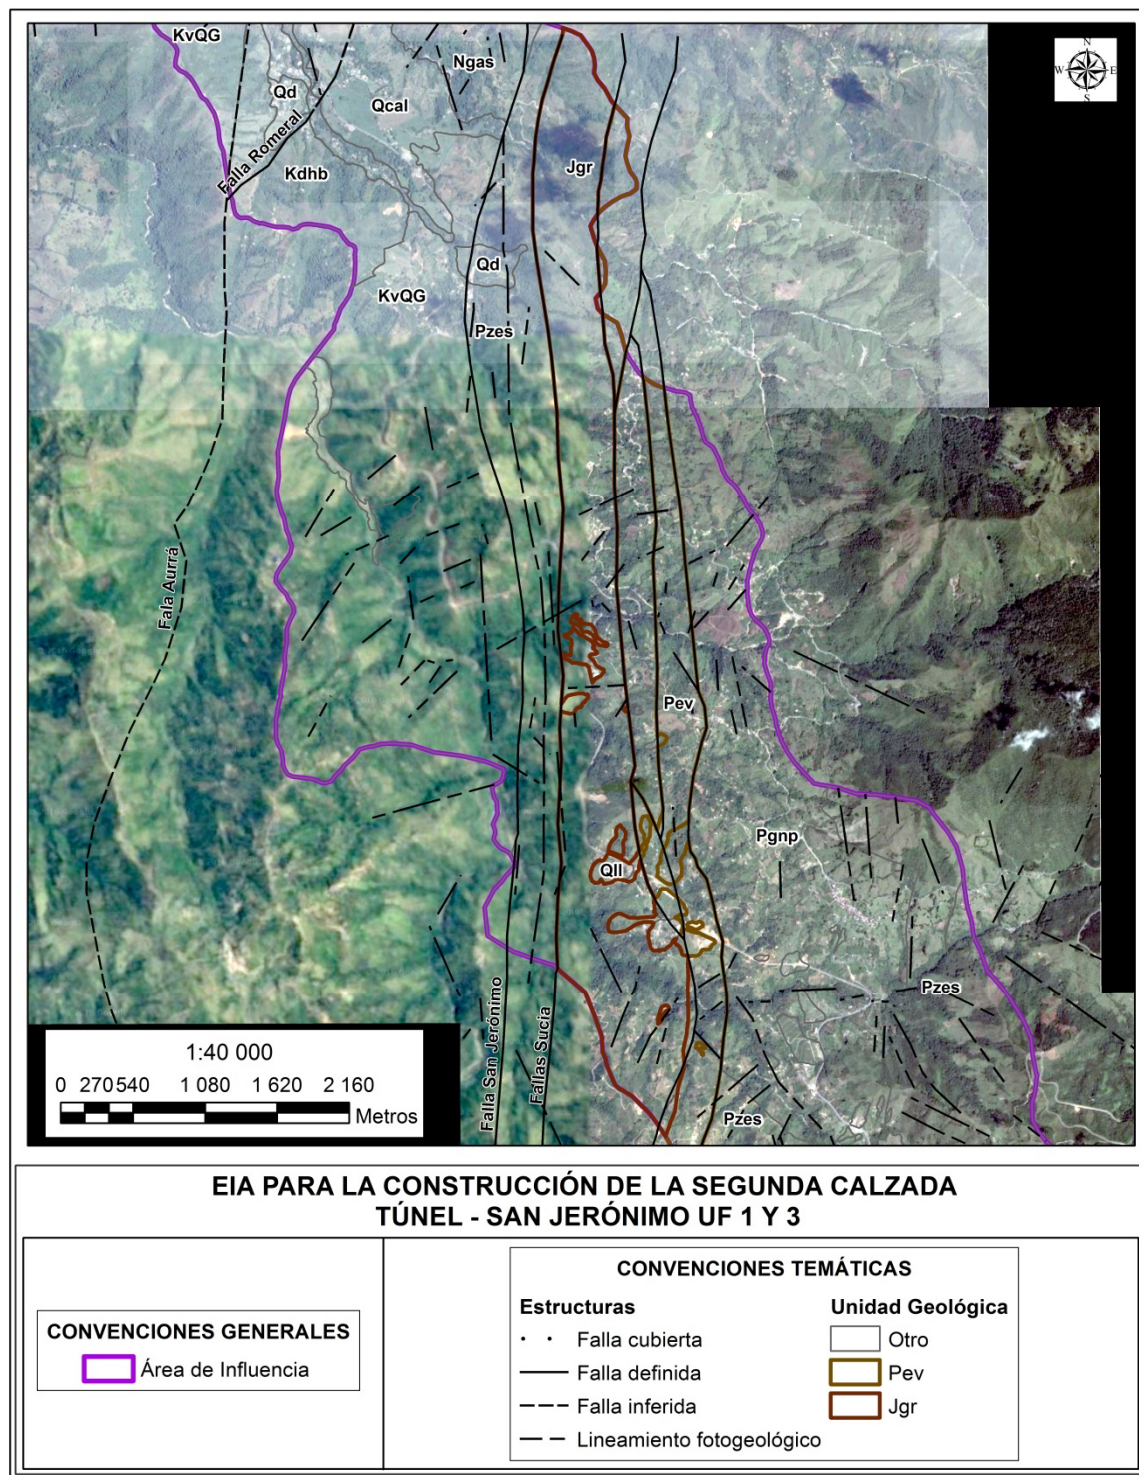 KvQG
Ngas
Qd
Qcal
N
W E
S
Falla Romeral
Kdhb
Jgr
Qd
KvQG
Pzes
Fala Aurrá
Pev
Pgnp
Qll
Pzes
Falla San Jerónimo
Fallas Sucia
Pzes
1:40 000
0 270 540 1 080 1 620 2 160
Metros
EIA PARA LA CONSTRUCCIÓN DE LA SEGUNDA CALZADA
TÚNEL - SAN JERÓNIMO UF 1 Y 3
CONVENCIONES GENERALES
Área de Influencia
CONVENCIONES TEMÁTICAS
Estructuras
Falla cubierta
Falla definida
Falla inferida
Lineamiento fotogeológico
Unidad Geológica
Otro
Pev
Jgr